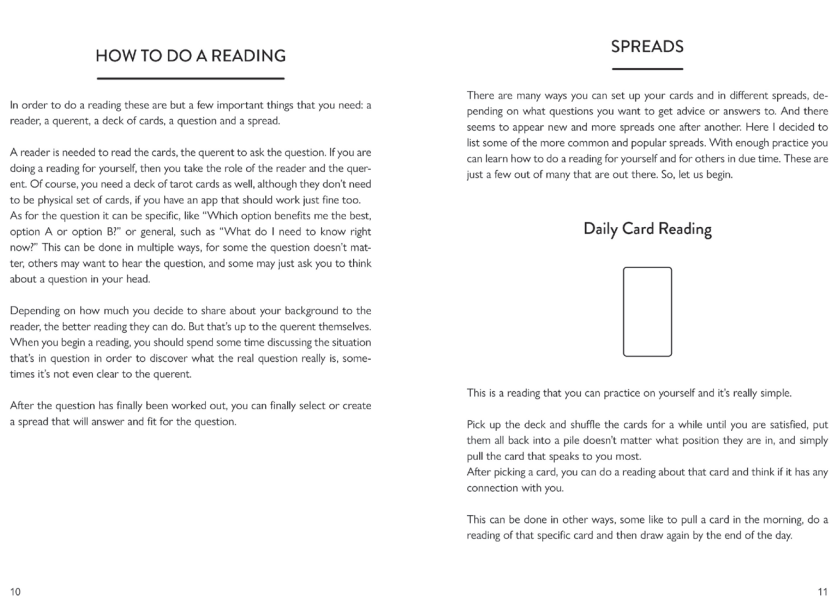 HOW TO DO A READING
In order to do a reading these are but a few important things that you need: a
reader, a querent, a deck of cards, a question and a spread.
A reader is needed to read the cards, the querent to ask the question. If you are
doing a reading for yourself, then you take the role of the reader and the quer-
ent. Of course, you need a deck of tarot cards as well, although they don't need
to be physical set of cards, if you have an app that should work just fine too.
As for the question it can be specific, like “Which option benefits me the best,
option A or option B?” or general, such as “What do I need to know right
now?” This can be done in multiple ways, for some the question doesn't mat-
ter, others may want to hear the question, and some may just ask you to think
about a question in your head.
Depending on how much you decide to share about your background to the
reader, the better reading they can do. But that's up to the querent themselves.
When you begin a reading, you should spend some time discussing the situation
that's in question in order to discover what the real question really is, some-
times it's not even clear to the querent.
After the question has finally been worked out, you can finally select or create
a spread that will answer and fit for the question.
10
SPREADS
There are many ways you can set up your cards and in different spreads, de-
pending on what questions you want to get advice or answers to. And there
seems to appear new and more spreads one after another. Here I decided to
list some of the more common and popular spreads. With enough practice you
can learn how to do a reading for yourself and for others in due time. These are
just a few out of many that are out there. So, let us begin.
Daily Card Reading
This is a reading that you can practice on yourself and it's really simple.
Pick up the deck and shuffle the cards for a while until you are satisfied, put
them all back into a pile doesn't matter what position they are in, and simply
pull the card that speaks to you most.
After picking a card, you can do a reading about that card and think if it has any
connection with you.
This can be done in other ways, some like to pull a card in the morning, do a
reading of that specific card and then draw again by the end of the day.
11